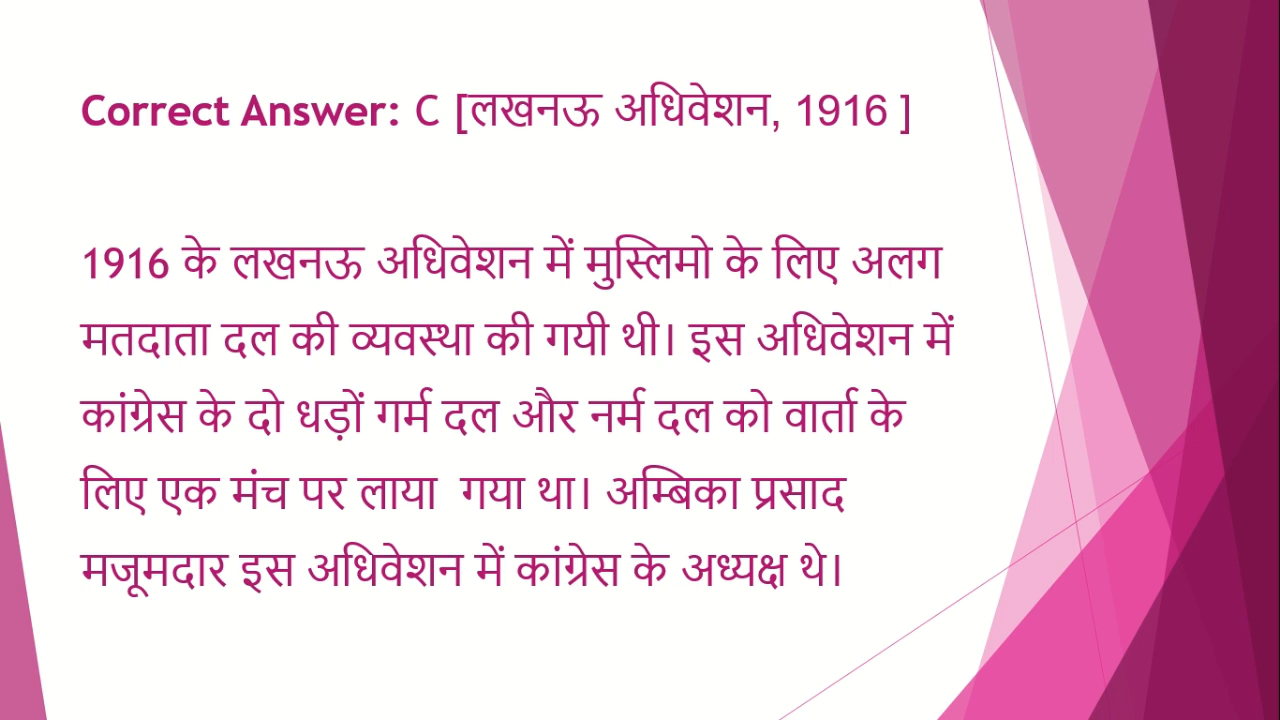 Correct Answer: C [लखनऊ अधिवेशन, 1916 ]
1916 के लखनऊ अधिवेशन में मुस्लिमो के लिए अलग
मतदाता दल की व्यवस्था की गयी थी। इस अधिवेशन में
कांग्रेस के दो धड़ों गर्म दल और नर्म दल को वार्ता के
लिए एक मंच पर लाया  गया था। अम्बिका प्रसाद
मजूमदार इस अधिवेशन में कांग्रेस के अध्यक्ष थे।